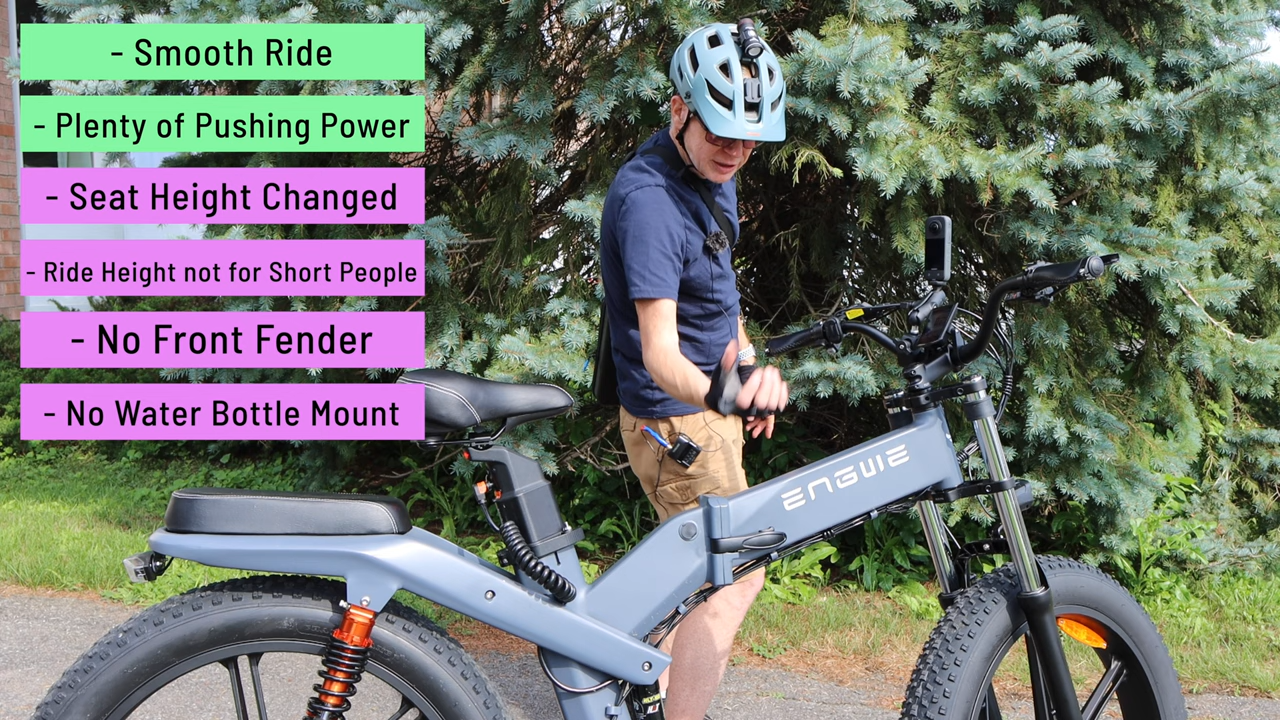 - Smooth Ride
- Plenty of Pushing Power
- Seat Height Changed
- Ride Height not for Short People
- No Front Fender
- No Water Bottle Mount
ENGWE